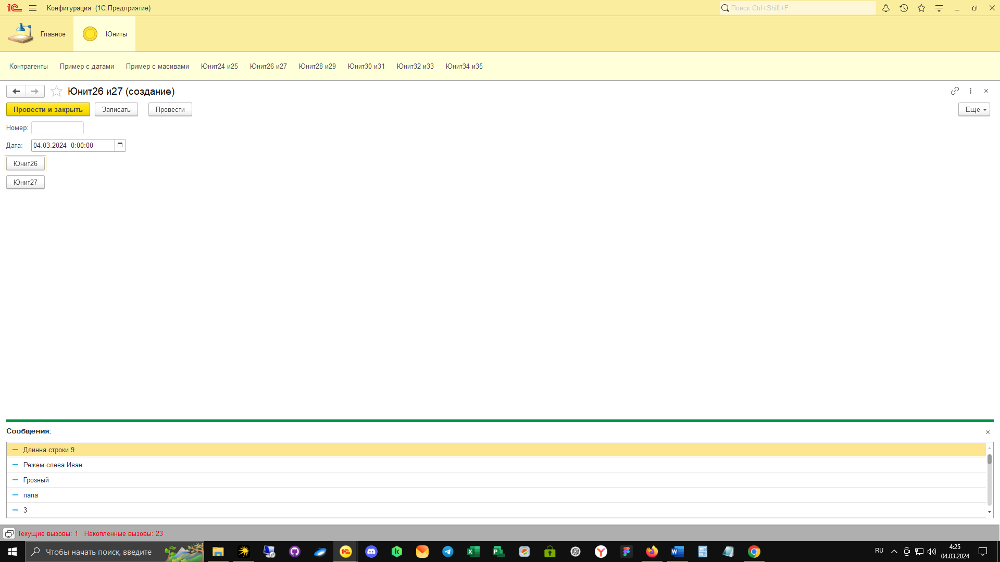 Конфигурация (1С:Предприятие)
Поиск Ctrl+Shift+F
Главное
Юниты
Контрагенты Пример с датами Пример с масивами Юнит24 и25 Юнит26 и27 Юнит28 и29 Юнит30 и31 Юнит32 и33 Юнит34 и35
Юнит26 и27 (создание)
Провести и закрыть Записать Провести Еще
Номер:
Дата: 04.03.2024 0:00:00
Юнит26
Юнит27
Сообщения:
Длинна строки 9
Режем слева Иван
Грозный
папа
3
Текущие вызовы: 1 Накопленные вызовы: 23
Чтобы начать поиск, введите
RU
4:25
04.03.2024